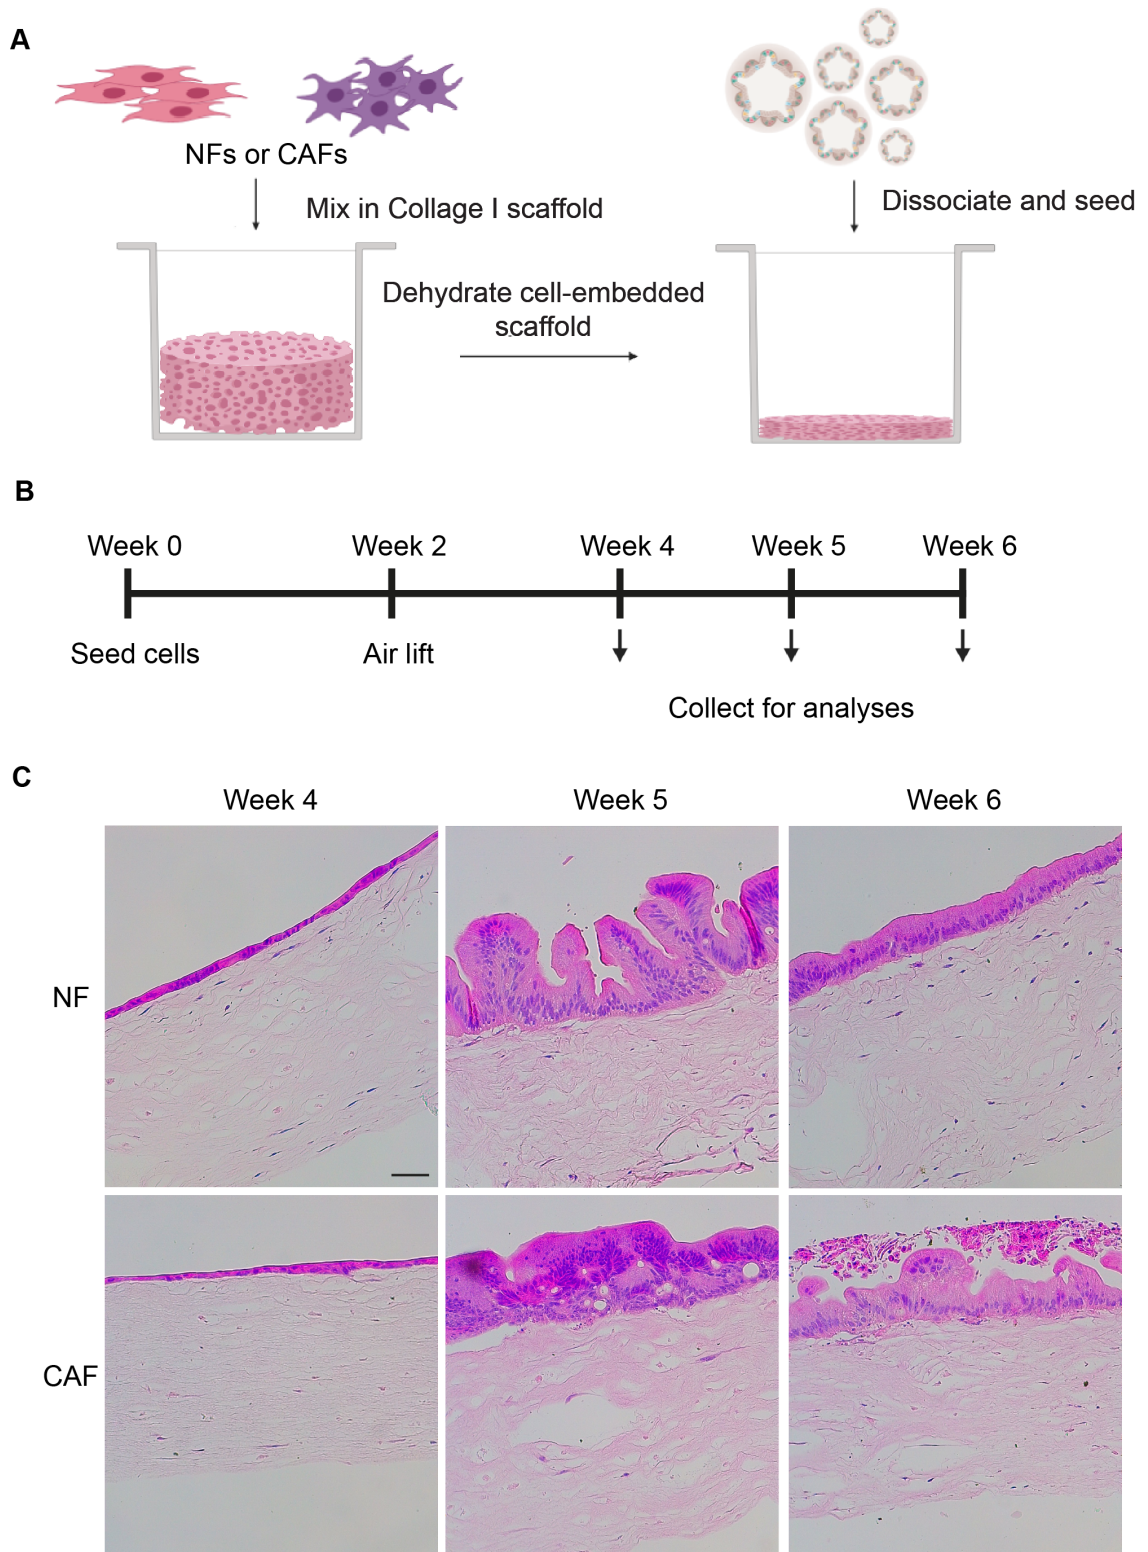 A
NFs or CAFs
Mix in Collage I scaffold
Dissociate and seed
Dehydrate cell-embedded
scaffold
B
Week 0
Week 2
Week 4
Week 5
Week 6
Seed cells
Air lift
Collect for analyses
C
Week 4
Week 5
Week 6
NF
CAF